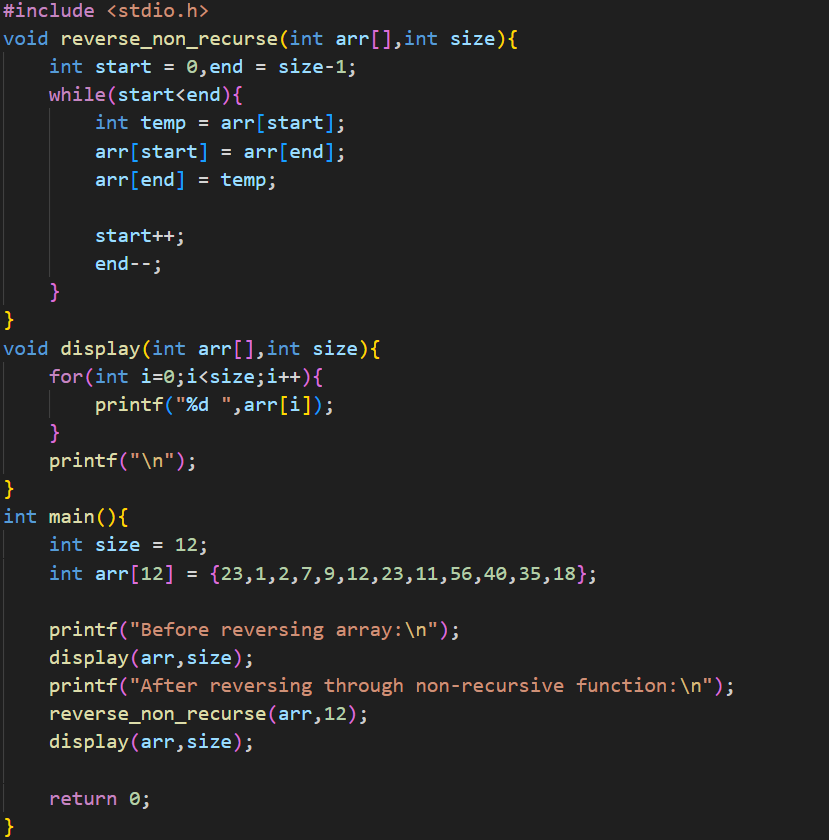 #include <stdio.h>
void reverse_non_recurse(int arr[],int size){
    int start = 0,end = size-1;
    while(start<end){
        int temp = arr[start];
        arr[start] = arr[end];
        arr[end] = temp;

        start++;
        end--;
    }
}
void display(int arr[],int size){
    for(int i=0;i<size;i++){
        printf("%d ",arr[i]);
    }
    printf("\n");
}
int main(){
    int size = 12;
    int arr[12] = {23,1,2,7,9,12,23,11,56,40,35,18};

    printf("Before reversing array:\n");
    display(arr,size);
    printf("After reversing through non-recursive function:\n");
    reverse_non_recurse(arr,12);
    display(arr,size);

    return 0;
}